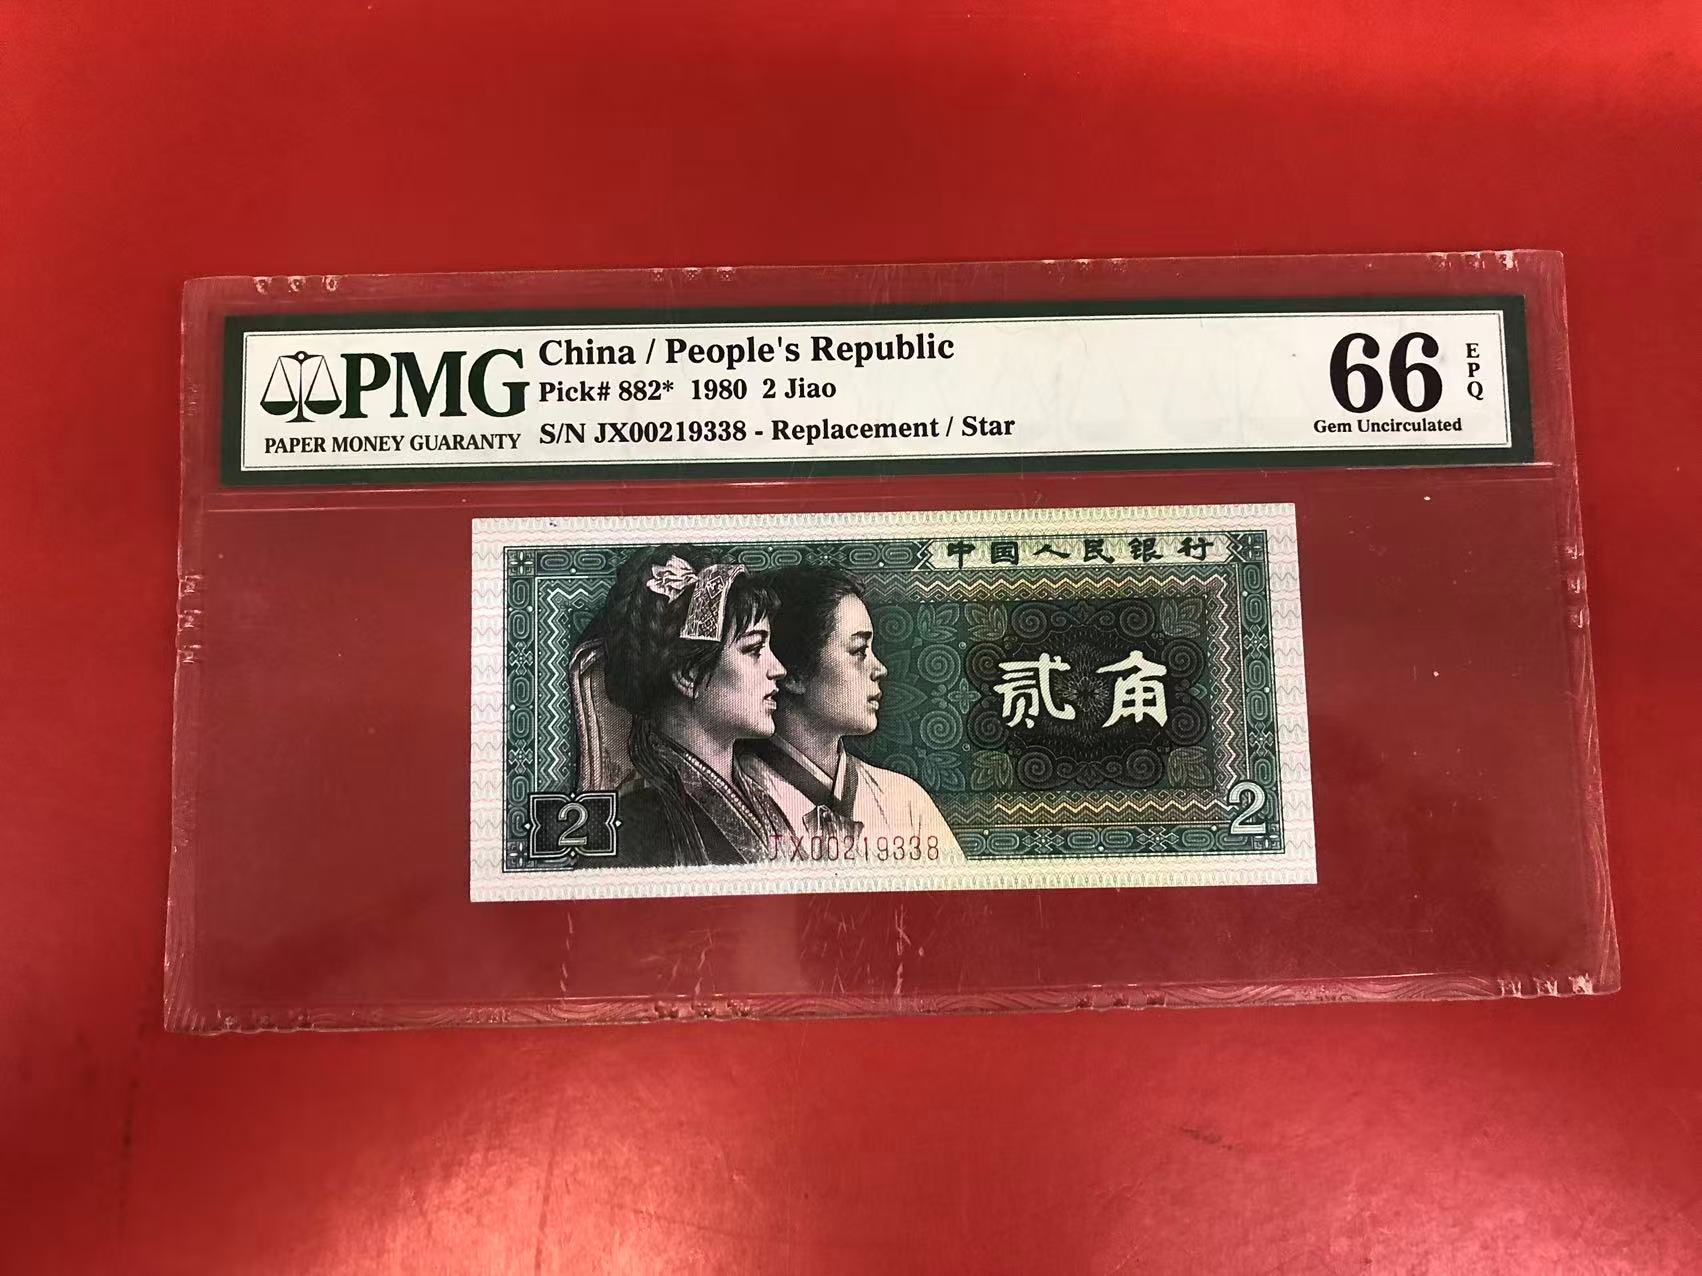 PMG
PAPER MONEY GUARANTY
China / People's Republic
Pick# 882* 1980 2 Jiao
S/N JX00219338 - Replacement / Star
66 EPQ
Gem Uncirculated
中国人民银行
贰角
2
2
JX00219338